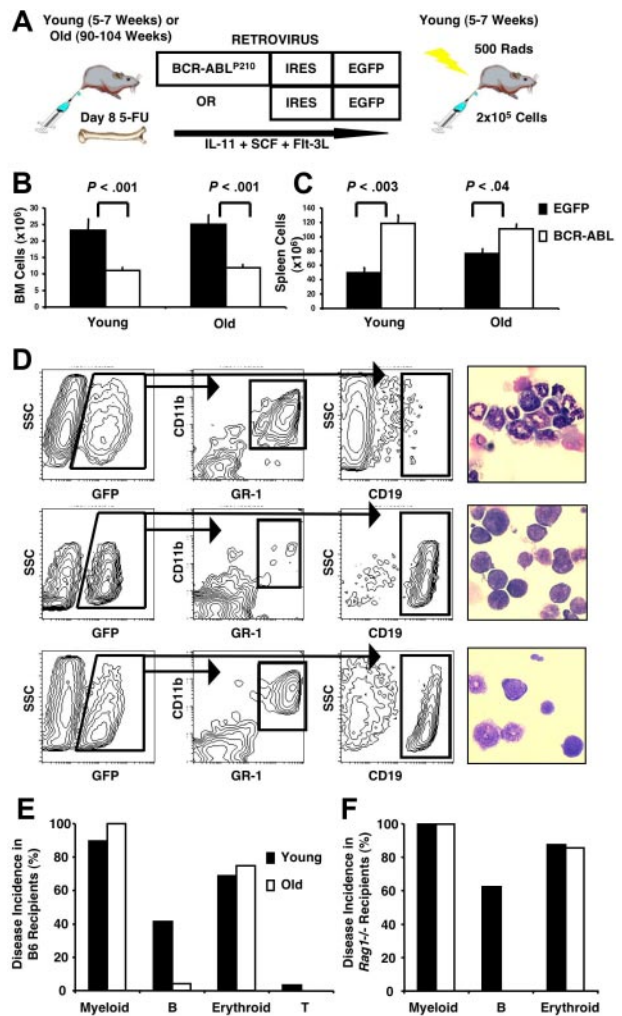 A
Young (5-7 Weeks) or
Old (90-104 Weeks)
Day 8 5-FU
RETROVIRUS
BCR-ABLP210 IRES EGFP
OR IRES EGFP
IL-11 + SCF + Flt-3L
Young (5-7 Weeks)
500 Rads
2x10⁵ Cells
B
P < .001 P < .001
BM Cells (x10⁶)
30
25
20
15
10
5
0
Young Old
C
P < .003 P < .04
Spleen Cells
(x10⁶)
140
120
100
80
60
40
20
0
Young Old
EGFP
BCR-ABL
D
SSC CD11b SSC
GFP GR-1 CD19
SSC CD11b SSC
GFP GR-1 CD19
SSC CD11b SSC
GFP GR-1 CD19
E
Disease Incidence in
B6 Recipients (%)
100
80
60
40
20
0
Myeloid B Erythroid T
Young
Old
F
Disease Incidence in
Rag1-/- Recipients (%)
100
80
60
40
20
0
Myeloid B Erythroid